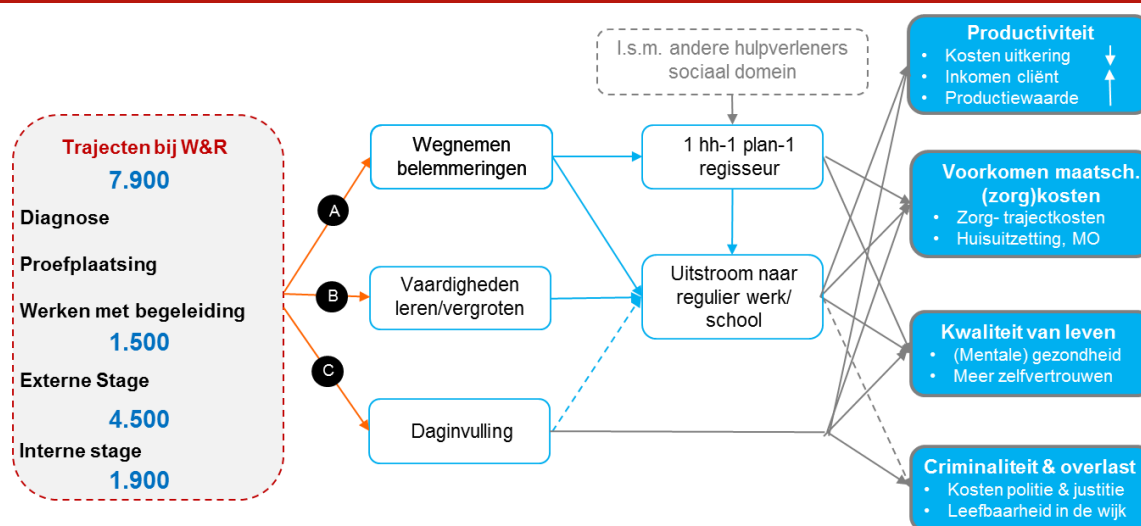 Trajecten bij W&R
7.900
Diagnose
Proefplaatsing
Werken met begeleiding
1.500
Externe Stage
4.500
Interne stage
1.900
A
B
C
Wegnemen
belemmeringen
Vaardigheden
leren/vergroten
Daginvulling
I.s.m. andere hulpverleners
sociaal domein
1 hh-1 plan-1
regisseur
Uitstroom naar
regulier werk/
school
Productiviteit
• Kosten uitkering
• Inkomen cliënt
• Productiewaarde
Voorkomen maatsch.
(zorg)kosten
• Zorg- trajectkosten
• Huisuitzetting, MO
Kwaliteit van leven
• (Mentale) gezondheid
• Meer zelfvertrouwen
Criminaliteit & overlast
• Kosten politie & justitie
• Leefbaarheid in de wijk